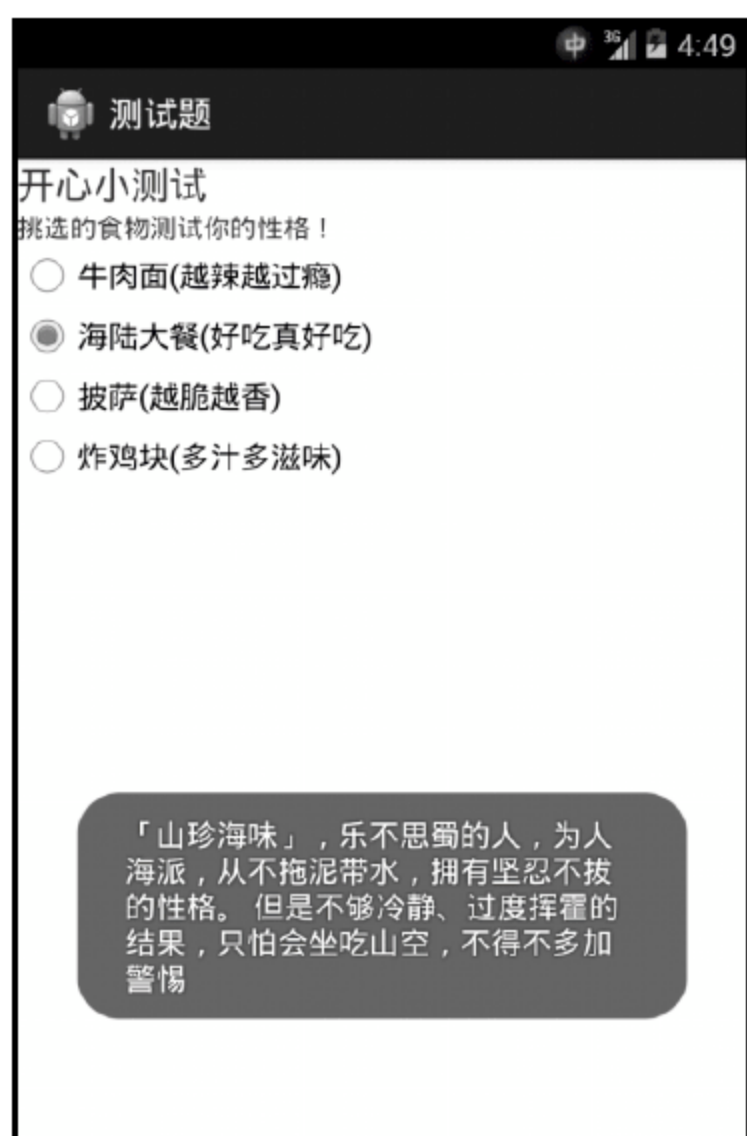 中 3G 4:49
测试题
开心小测试
挑选的食物测试你的性格！
牛肉面(越辣越过瘾)
海陆大餐(好吃真好吃)
披萨(越脆越香)
炸鸡块(多汁多滋味)
「山珍海味」，乐不思蜀的人，为人
海派，从不拖泥带水，拥有坚忍不拔
的性格。 但是不够冷静、过度挥霍的
结果，只怕会坐吃山空，不得不多加
警惕